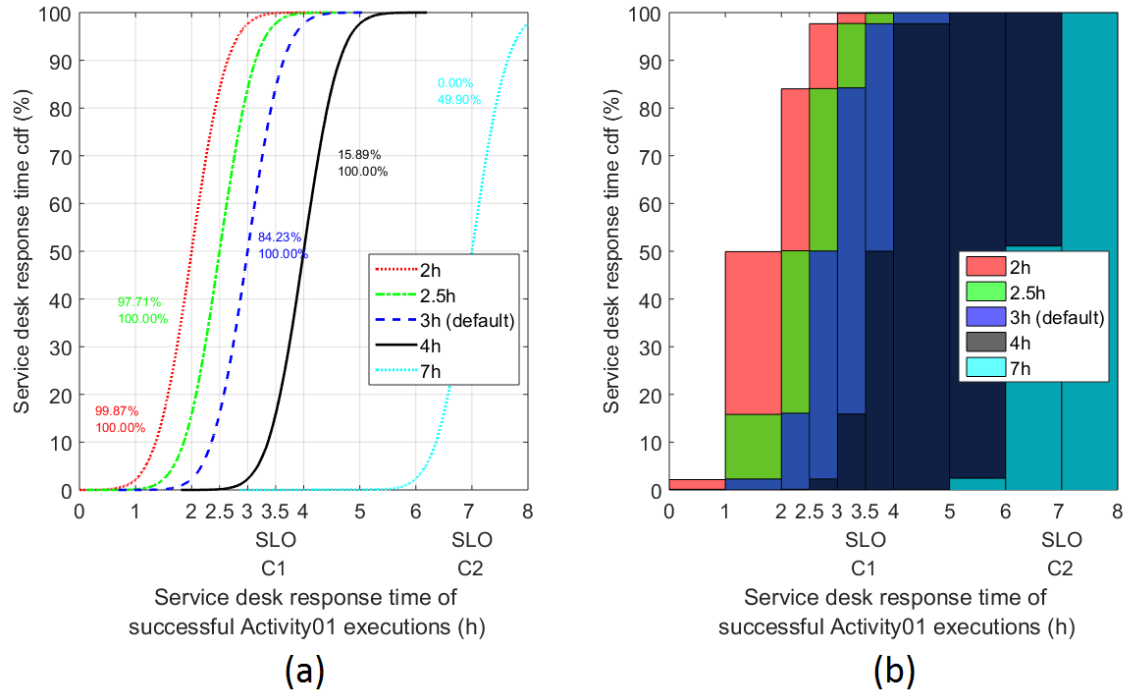 Service desk response time cdf (%)
100
90
80
70
60
50
40
30
20
10
0
0.00%
49.90%
15.89%
100.00%
84.23%
100.00%
97.71%
100.00%
99.87%
100.00%
2h
2.5h
3h (default)
4h
7h
0 1 2 2.5 3 3.5 4 5 6 7 8
SLO SLO
C1 C2
Service desk response time of
successful Activity01 executions (h)
(a)
Service desk response time cdf (%)
100
90
80
70
60
50
40
30
20
10
0
2h
2.5h
3h (default)
4h
7h
0 1 2 2.5 3 3.5 4 5 6 7 8
SLO SLO
C1 C2
Service desk response time of
successful Activity01 executions (h)
(b)